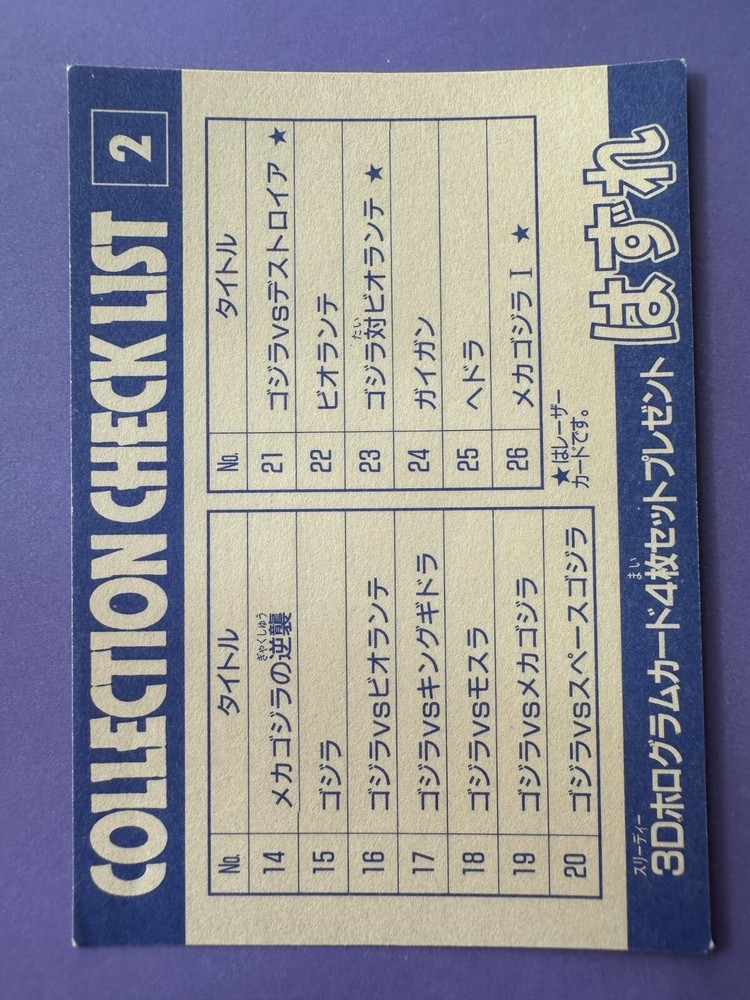 COLLECTION CHECK LIST 2
No. タイトル
14 メカゴジラの逆襲
ぎゃくしゅう
15 ゴジラ
16 ゴジラvsビオランテ
17 ゴジラvsキングギドラ
18 ゴジラvsモスラ
19 ゴジラvsメカゴジラ
20 ゴジラvsスペースゴジラ
No. タイトル
21 ゴジラvsデストロイア ★
22 ビオランテ
23 ゴジラ対ビオランテ ★
たい
24 ガイガン
25 ヘドラ
26 メカゴジラⅠ ★
★はレーザー
カードです。
スリーディー まい
3Dホログラムカード4枚セットプレゼント はずれ